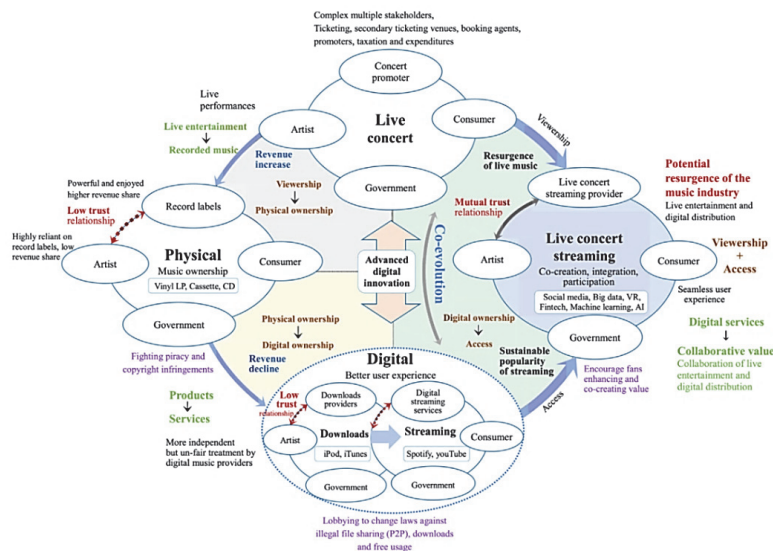 Complex multiple stakeholders,
Ticketing, secondary ticketing venues, booking agents,
promoters, taxation and expenditures
Concert
promoter
Live
performances
Live entertainment
Recorded music
Artist
Live
concert
Consumer
Viewership
Revenue
increase
Resurgence
of live music
Government
Viewership
Physical ownership
Powerful and enjoyed
higher revenue share
Record labels
Low trust
relationship
Highly reliant on
record labels, low
revenue share
Artist
Physical
Music ownership
Vinyl LP, Cassette, CD
Consumer
Government
Advanced
digital
innovation
Co-evolution
Mutual trust
relationship
Live concert
streaming provider
Potential
resurgence of the
music industry
Live entertainment and
digital distribution
Artist
Live concert
streaming
Co-creation, integration,
participation
Social media, Big data, VR,
Fintech, Machine learning, AI
Consumer
Viewership
+
Access
Seamless user
experience
Government
Digital services
Collaborative value
Collaboration of live
entertainment and
digital distribution
Encourage fans
enhancing and
co-creating value
Physical ownership
Digital ownership
Digital ownership
Access
Revenue
decline
Sustainable
popularity
of streaming
Access
Fighting piracy and
copyright infringements
Products
Services
More independent
but un-fair treatment by
digital music providers
Digital
Better user experience
Low
trust
relationship
Downloads
providers
Digital
streaming
services
Artist
Downloads
Streaming
Consumer
iPod, iTunes
Spotify, youTube
Government
Government
Lobbying to change laws against
illegal file sharing (P2P), downloads
and free usage